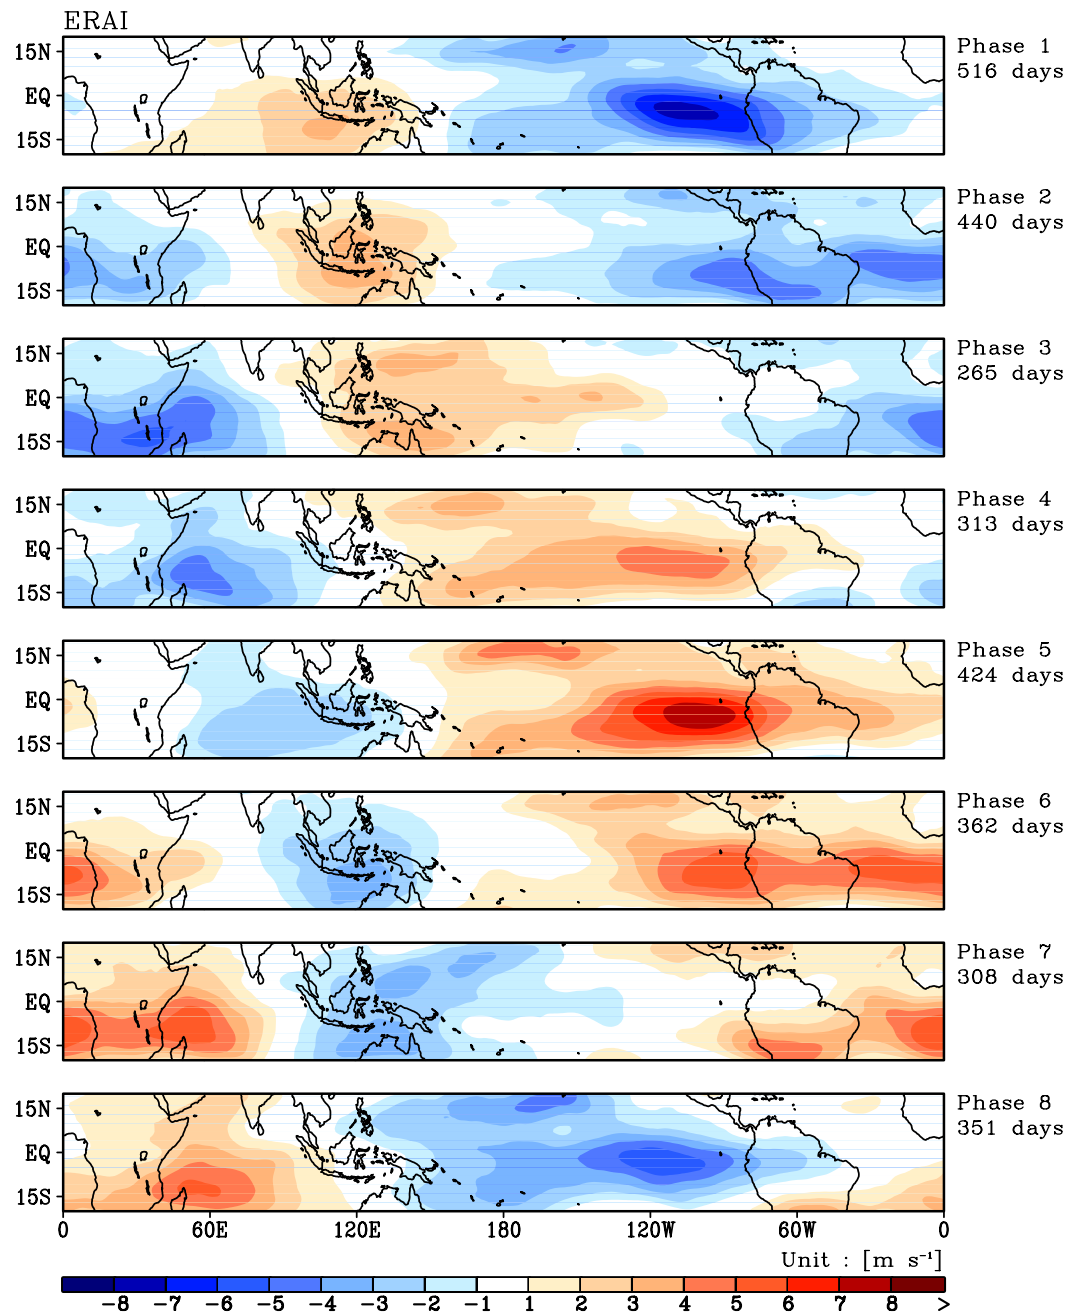 ERAI
15N
EQ
15S
Phase 1
516 days
15N
EQ
15S
Phase 2
440 days
15N
EQ
15S
Phase 3
265 days
15N
EQ
15S
Phase 4
313 days
15N
EQ
15S
Phase 5
424 days
15N
EQ
15S
Phase 6
362 days
15N
EQ
15S
Phase 7
308 days
15N
EQ
15S
Phase 8
351 days
0 60E 120E 180 120W 60W 0
Unit : [m s⁻¹]
-8 -7 -6 -5 -4 -3 -2 -1 1 2 3 4 5 6 7 8 >